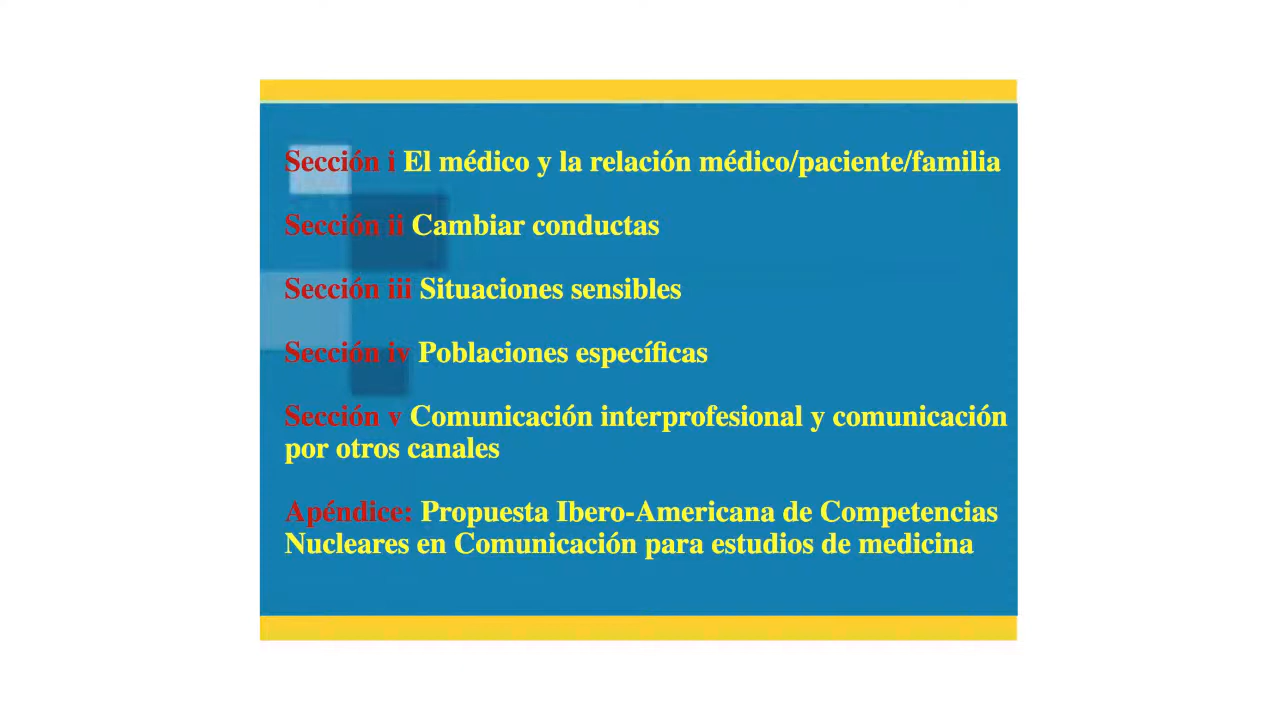 Sección i El médico y la relación médico/paciente/familia
Sección ii Cambiar conductas
Sección iii Situaciones sensibles
Sección iv Poblaciones específicas
Sección v Comunicación interprofesional y comunicación
por otros canales
Apéndice: Propuesta Ibero-Americana de Competencias
Nucleares en Comunicación para estudios de medicina